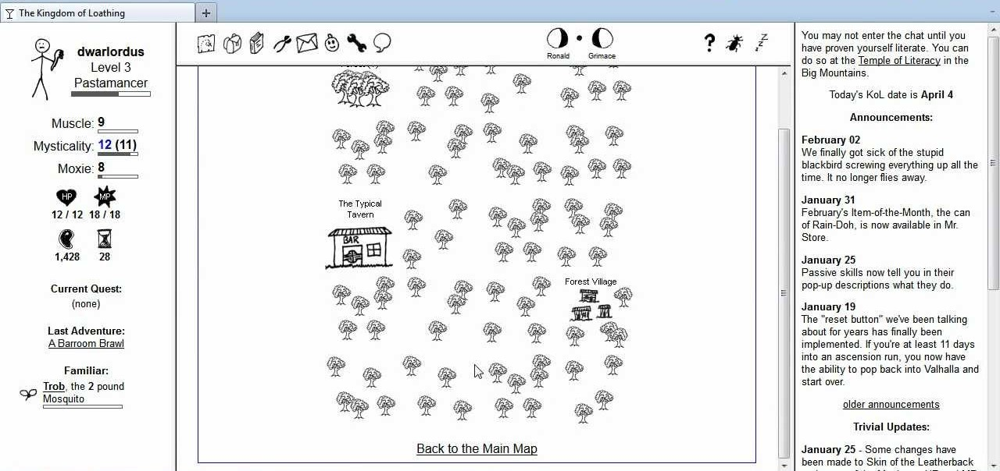 The Kingdom of Loathing
+
dwarlordus
Level 3
Pastamancer
Muscle: 9
Mysticality: 12 (11)
Moxie: 8
HP MP
12 / 12 18 / 18
1,428 28
Current Quest:
(none)
Last Adventure:
A Barroom Brawl
Familiar:
Trob, the 2 pound
Mosquito
?
z z z
Ronald Grimace
The Typical
Tavern
BAR
Forest Village
Back to the Main Map
You may not enter the chat until you
have proven yourself literate. You can
do so at the Temple of Literacy in the
Big Mountains.
Today's KoL date is April 4
Announcements:
February 02
We finally got sick of the stupid
blackbird screwing everything up all the
time. It no longer flies away.
January 31
February's Item-of-the-Month, the can
of Rain-Doh, is now available in Mr.
Store.
January 25
Passive skills now tell you in their
pop-up descriptions what they do.
January 19
The "reset button" we've been talking
about for years has finally been
implemented. If you're at least 11 days
into an ascension run, you now have
the ability to pop back into Valhalla and
start over.
older announcements
Trivial Updates:
January 25 - Some changes have
been made to Skin of the Leatherback